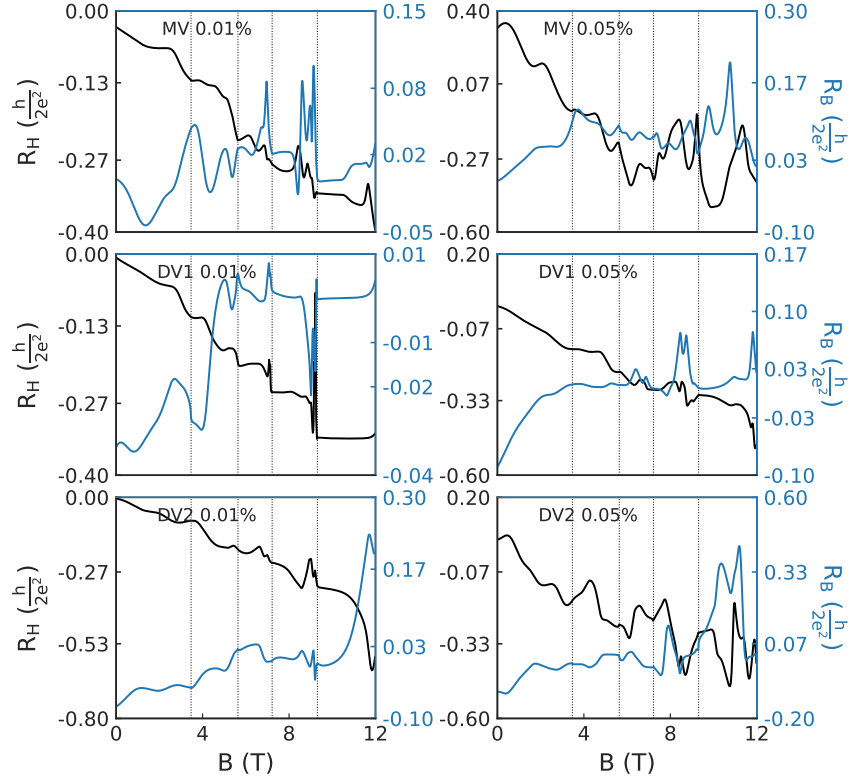 0.00 0.15 0.40 0.30
MV 0.01% MV 0.05%
-0.13 0.08 0.07 0.17
R_H (h/2e²) R_B (h/2e²)
-0.27 0.02 -0.27 0.03
-0.40 -0.05 -0.60 -0.10
0.00 0.01 0.20 0.17
DV1 0.01% DV1 0.05%
-0.13 -0.01 -0.07 0.10
R_H (h/2e²) R_B (h/2e²)
-0.27 -0.02 -0.33 0.03
-0.03
-0.40 -0.04 -0.60 -0.10
0.00 0.30 0.20 0.60
DV2 0.01% DV2 0.05%
-0.27 0.17 -0.07 0.33
R_H (h/2e²) R_B (h/2e²)
-0.53 0.03 -0.33 0.07
-0.80 -0.10 -0.60 -0.20
0 4 8 12 0 4 8 12
B (T) B (T)